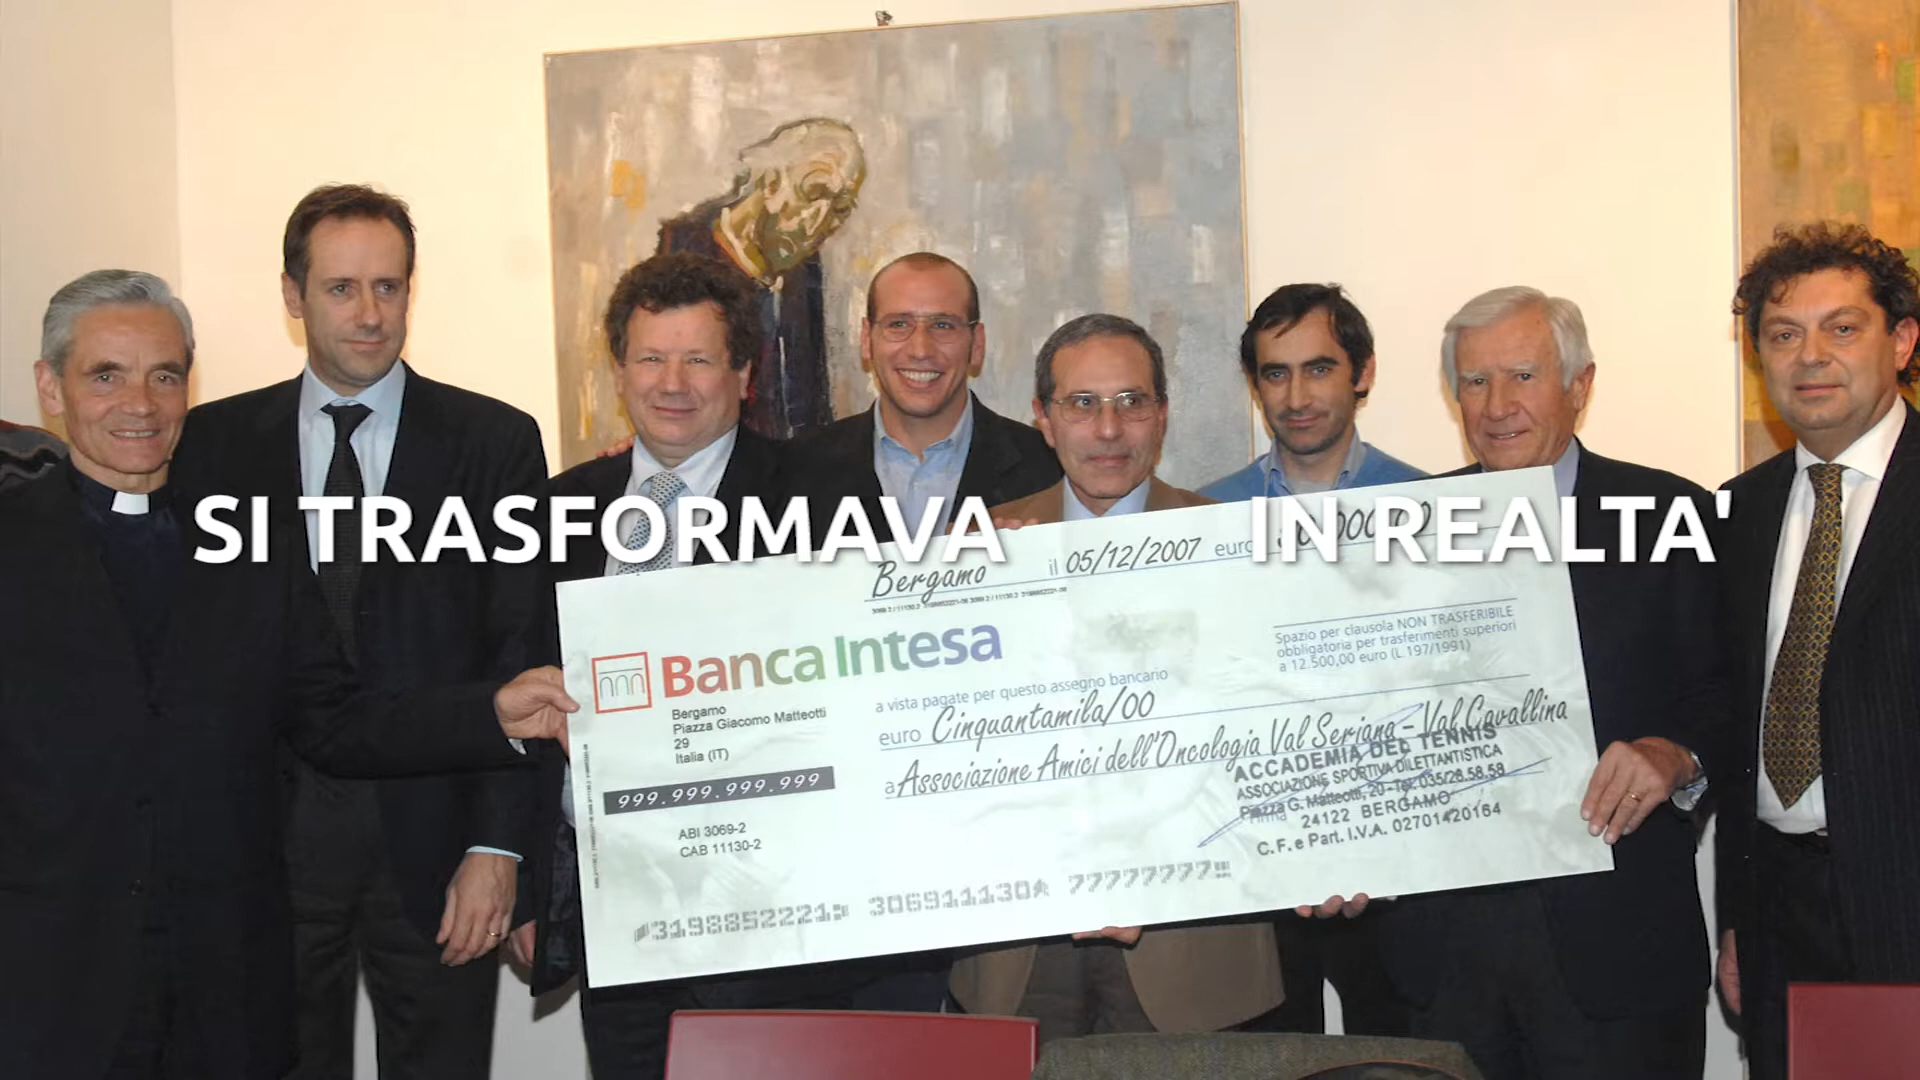 SI TRASFORMAVA IN REALTA'
Bergamo il 05/12/2007 euro
Banca Intesa
Spazio per clausola NON TRASFERIBILE
obbligatoria per trasferimenti superiori
a 12.500,00 euro (L.197/1991)
Bergamo
Piazza Giacomo Matteotti
29
Italia (IT)
a vista pagate per questo assegno bancario
euro Cinquantamila/00
a Associazione Amici dell'Oncologia Val Seriana - Val Cavallina
999.999.999.999
ABI 3069-2
CAB 11130-2
ACCADEMIA DEL TENNIS
ASSOCIAZIONE SPORTIVA DILETTANTISTICA
Piazza G. Matteotti, 20 - Tel. 035/28.58.58
Firma
24122 BERGAMO
C.F. e Part. I.V.A. 02701420164
3198852221 306911130A 77777777